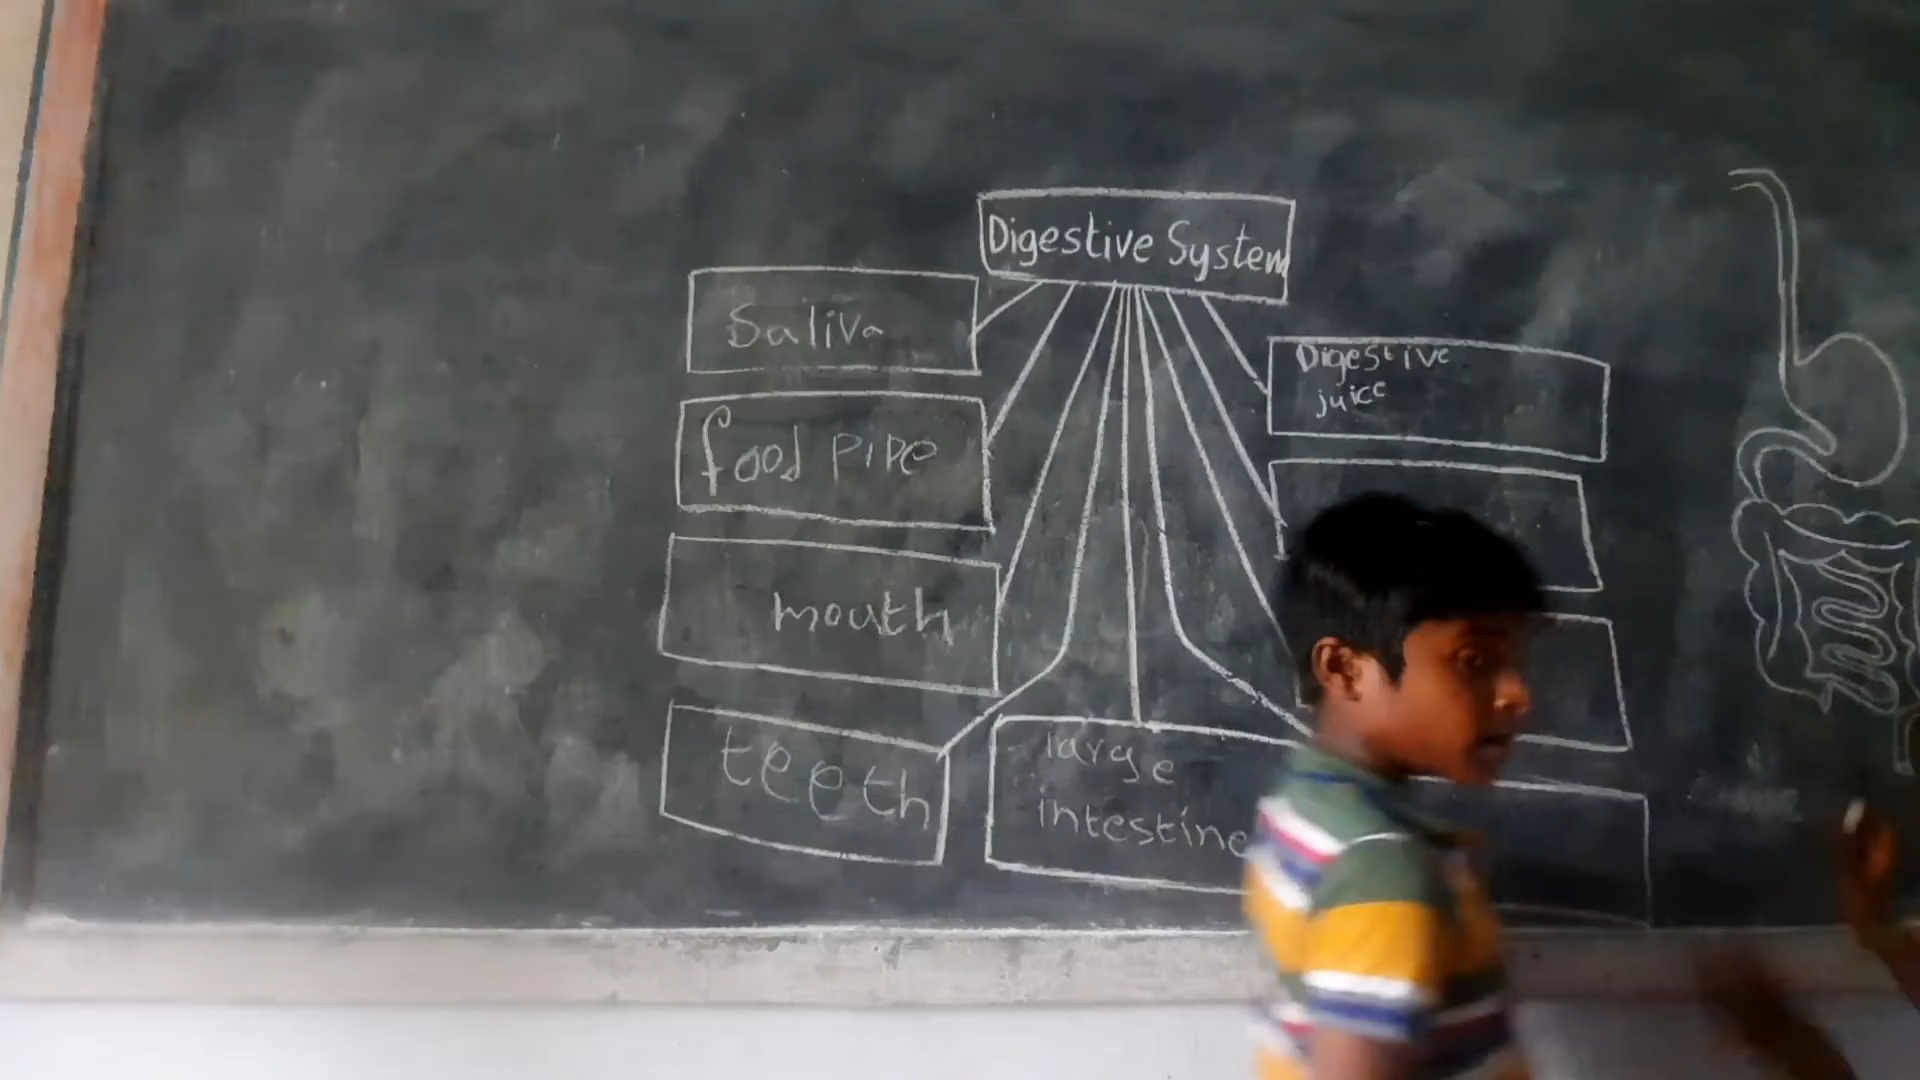 Digestive System
Saliva
food pipe
mouth
teeth
large
intestine
Digestive
juice